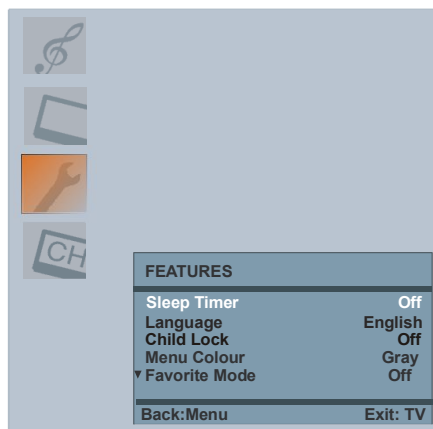 CH
FEATURES
Sleep Timer Off
Language English
Child Lock Off
Menu Colour Gray
Favorite Mode Off
Back:Menu Exit: TV